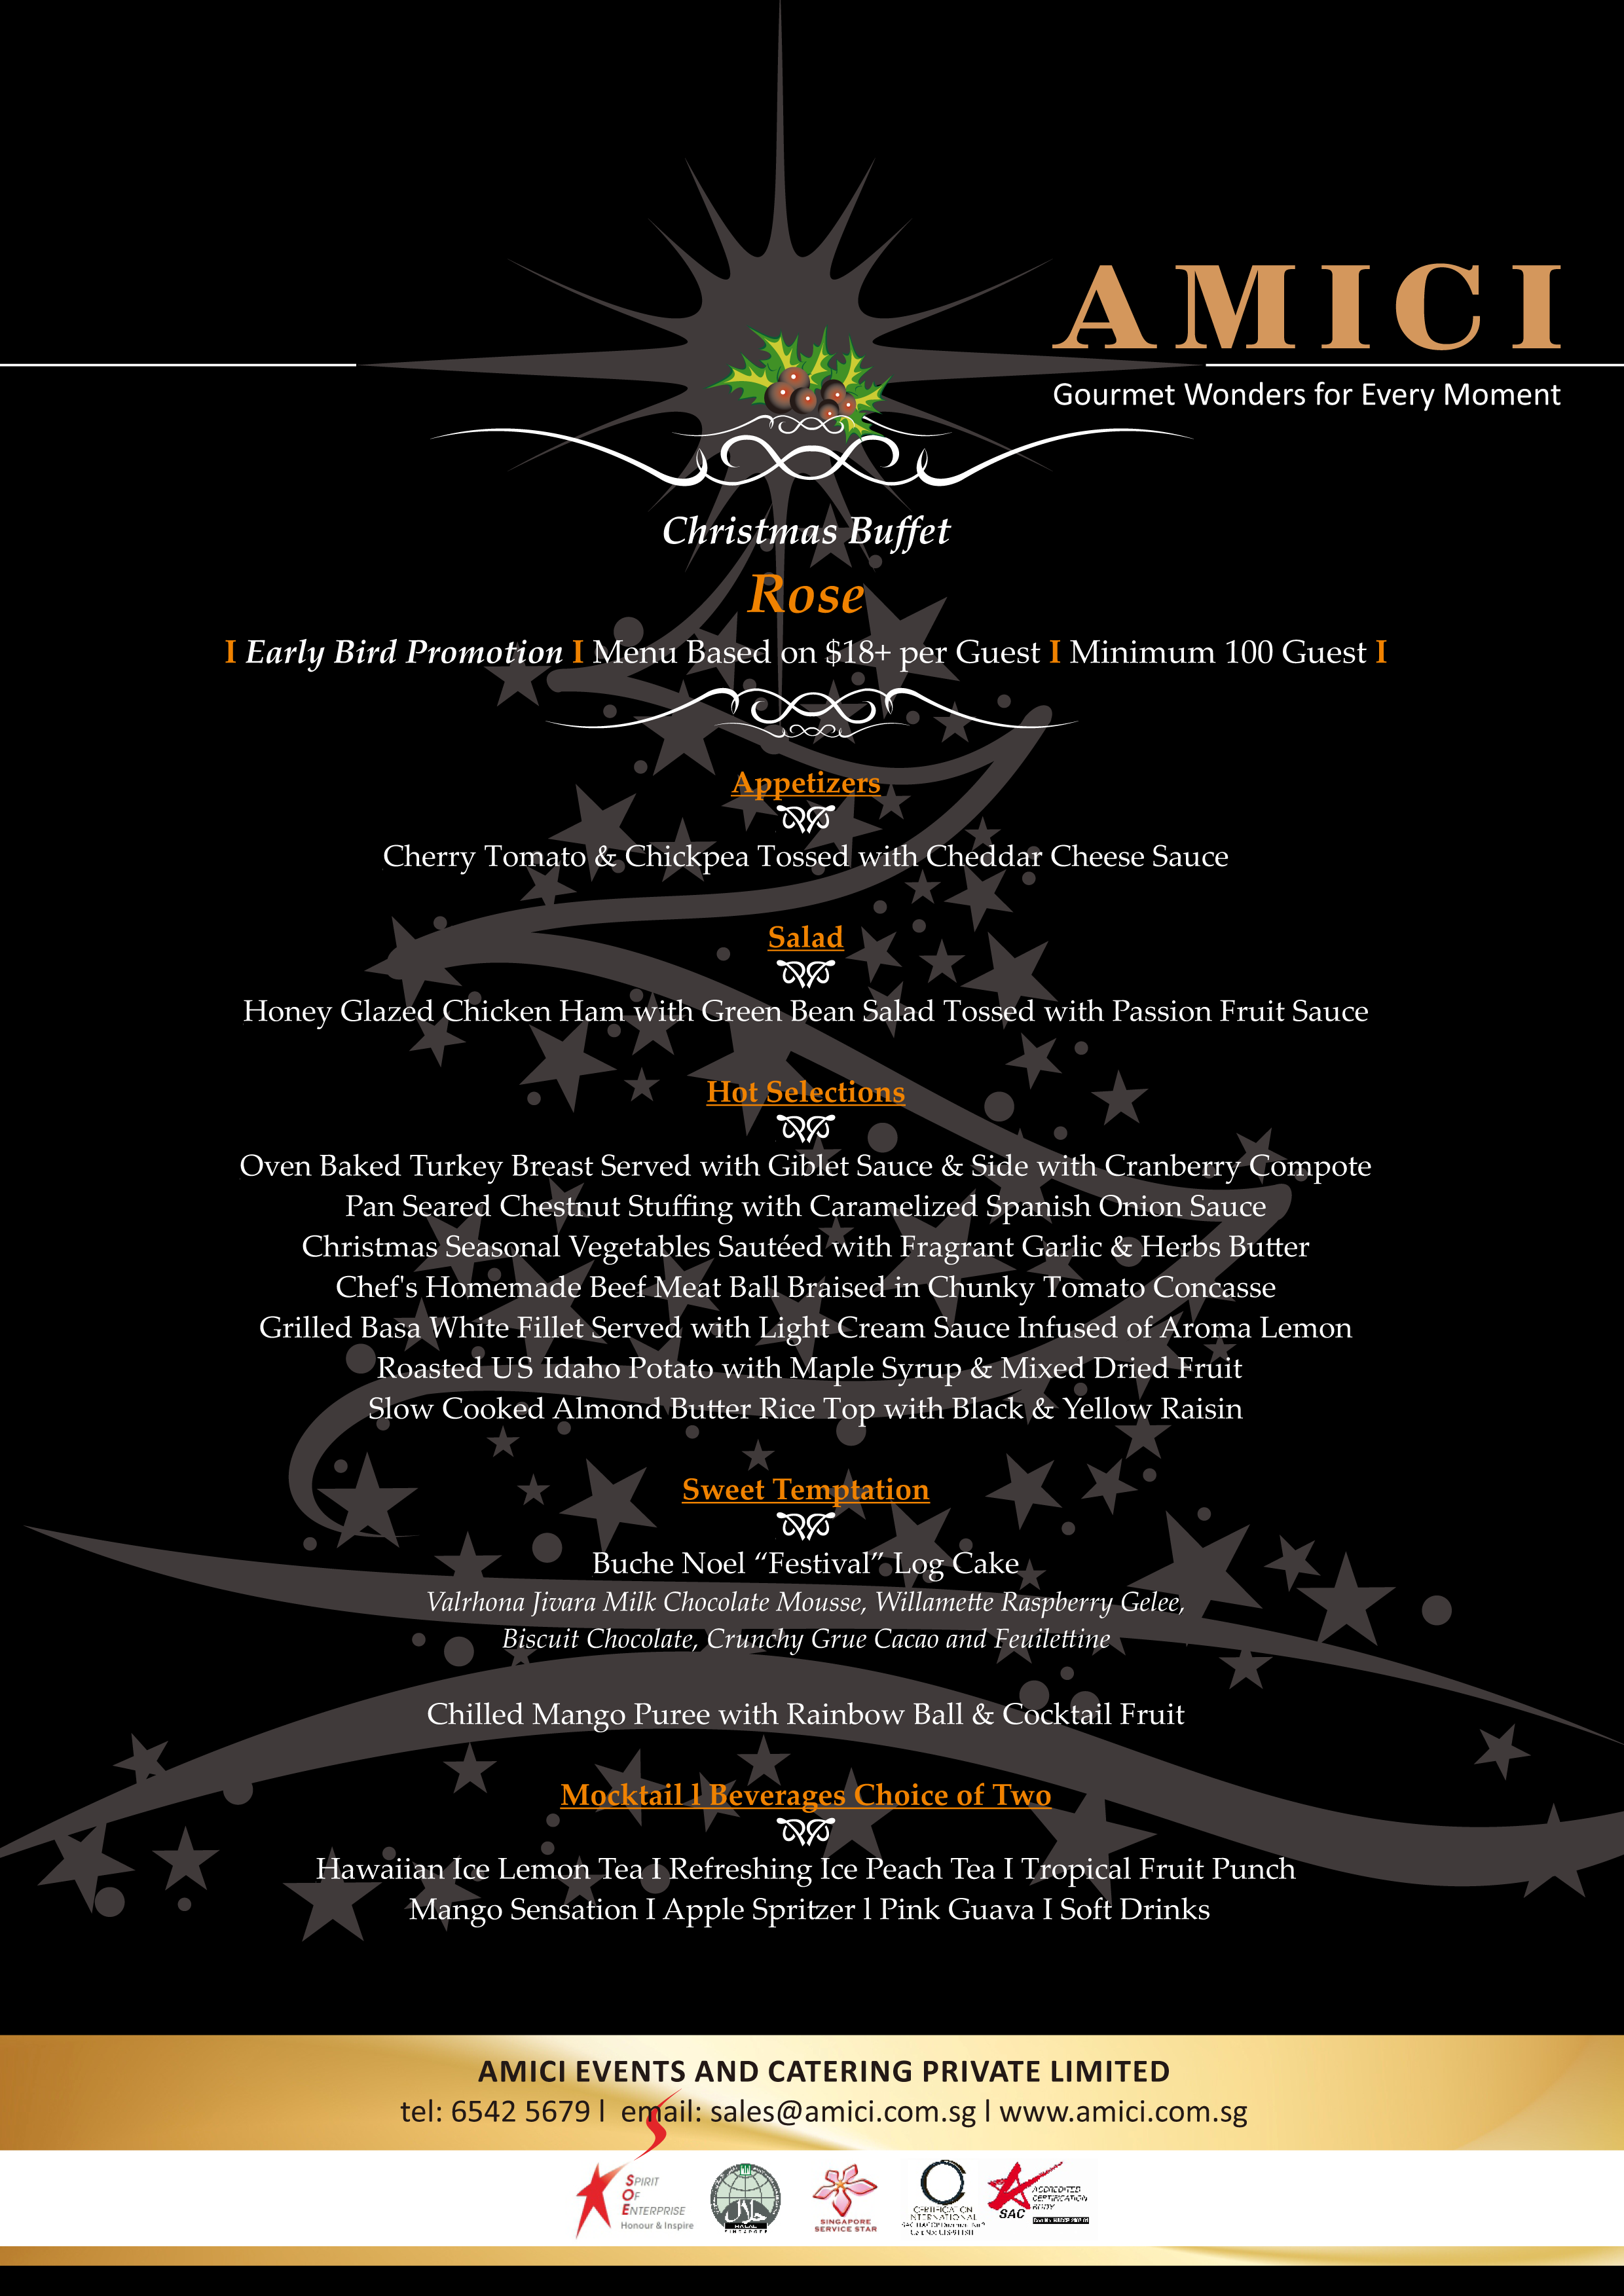 AMICI
Gourmet Wonders for Every Moment
Christmas Buffet
Rose
I Early Bird Promotion I Menu Based on $18+ per Guest I Minimum 100 Guest I
Appetizers
Cherry Tomato & Chickpea Tossed with Cheddar Cheese Sauce
Salad
Honey Glazed Chicken Ham with Green Bean Salad Tossed with Passion Fruit Sauce
Hot Selections
Oven Baked Turkey Breast Served with Giblet Sauce & Side with Cranberry Compote
Pan Seared Chestnut Stuffing with Caramelized Spanish Onion Sauce
Christmas Seasonal Vegetables Sautéed with Fragrant Garlic & Herbs Butter
Chef's Homemade Beef Meat Ball Braised in Chunky Tomato Concasse
Grilled Basa White Fillet Served with Light Cream Sauce Infused of Aroma Lemon
Roasted US Idaho Potato with Maple Syrup & Mixed Dried Fruit
Slow Cooked Almond Butter Rice Top with Black & Yellow Raisin
Sweet Temptation
Buche Noel “Festival” Log Cake
Valrhona Jivara Milk Chocolate Mousse, Willamette Raspberry Gelee,
Biscuit Chocolate, Crunchy Grue Cacao and Feuilettine
Chilled Mango Puree with Rainbow Ball & Cocktail Fruit
Mocktail l Beverages Choice of Two
Hawaiian Ice Lemon Tea I Refreshing Ice Peach Tea I Tropical Fruit Punch
Mango Sensation I Apple Spritzer l Pink Guava I Soft Drinks
AMICI EVENTS AND CATERING PRIVATE LIMITED
tel: 6542 5679 l email: sales@amici.com.sg l www.amici.com.sg
SPIRIT
OF
ENTERPRISE
Honour & Inspire
HALAL
SINGAPORE
SINGAPORE
SERVICE STAR
CERTIFICATION
INTERNATIONAL
SAC
ACCREDITED
CERTIFICATION
BODY